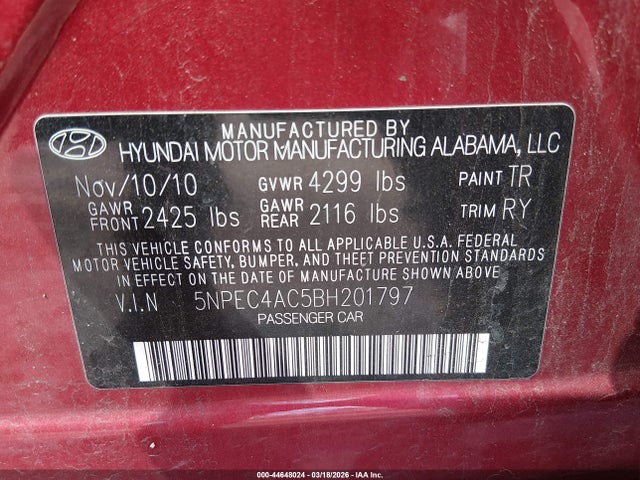 MANUFACTURED BY
HYUNDAI MOTOR MANUFACTURING ALABAMA, LLC
Nov/10/10 GVWR 4299 lbs PAINT TR
GAWR FRONT 2425 lbs GAWR REAR 2116 lbs TRIM RY
THIS VEHICLE CONFORMS TO ALL APPLICABLE U.S.A. FEDERAL
MOTOR VEHICLE SAFETY, BUMPER, AND THEFT PREVENTION STANDARDS
IN EFFECT ON THE DATE OF MANUFACTURE SHOWN ABOVE.
V.I.N 5NPEC4AC5BH201797
PASSENGER CAR
000-44648024 | 03/18/2026 | IAA Inc.